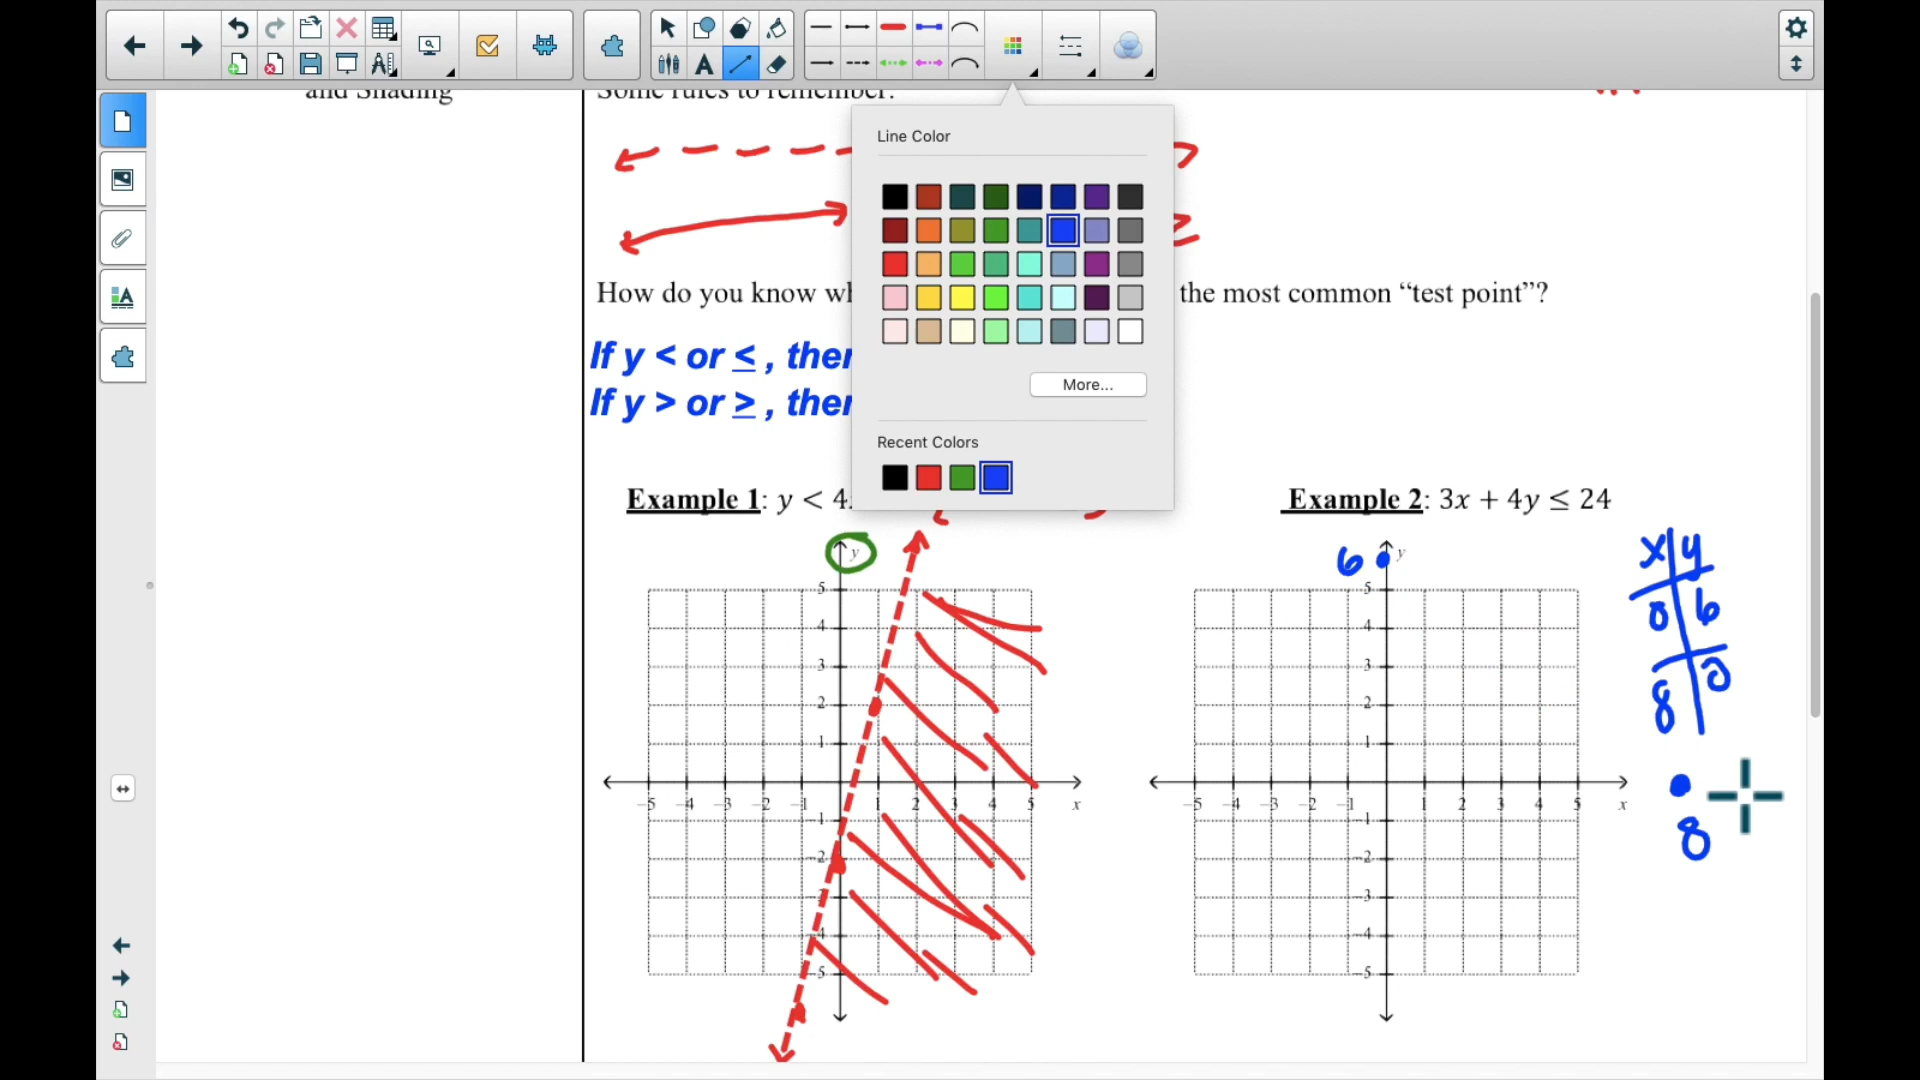 and Shading
Some rules to remember:
Line Color
How do you know
the most common “test point”?
If y < or ≤ , then
If y > or ≥ , then
More...
Recent Colors
Example 1: y < 4
Example 2: 3x + 4y ≤ 24
y
5
4
3
2
1
-5 -4 -3 -2 -1 1 2 3 4 5 x
-1
-2
-4
-5
6 y
5
4
3
2
1
-5 -4 -3 -2 -1 1 2 3 4 5 x
-1
-2
-3
-4
-5
x y
0 6
8 0
8